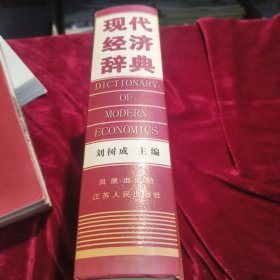 现代
经济
辞典
DICTIONARY
OF
MODERN
ECONOMICS
刘树成 主编
凤凰出版社
江苏人民出版社